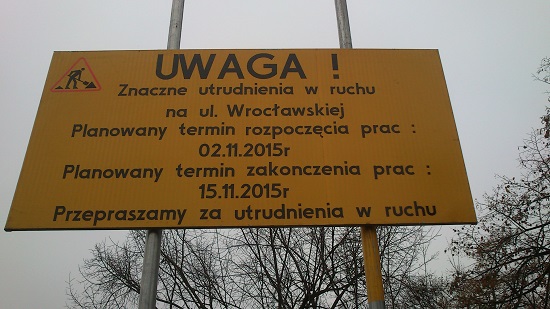 UWAGA !
Znaczne utrudnienia w ruchu
na ul. Wrocławskiej
Planowany termin rozpoczęcia prac :
02.11.2015r
Planowany termin zakonczenia prac :
15.11.2015r
Przepraszamy za utrudnienia w ruchu